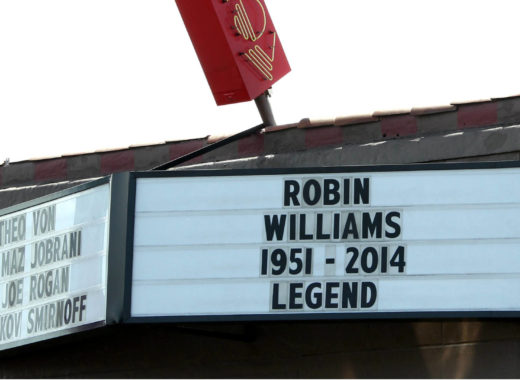 THEO VON
MAZ JOBRANI
JOE ROGAN
KOV SMIRNOFF
ROBIN
WILLIAMS
1951 - 2014
LEGEND